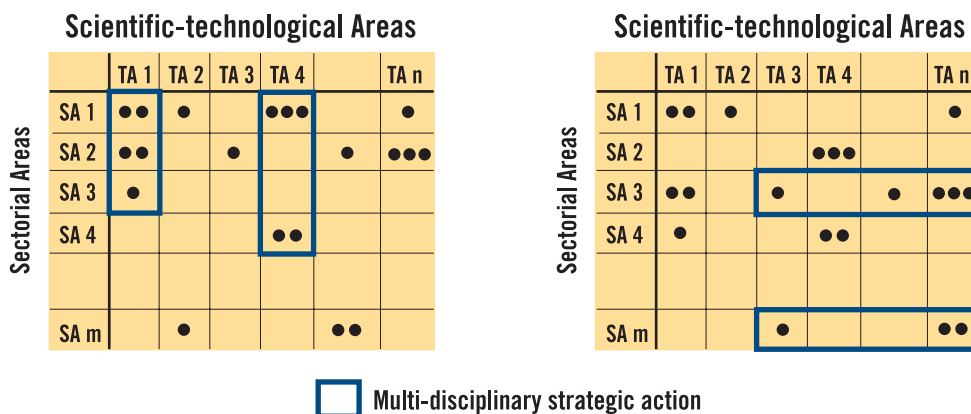 Scientific-technological Areas
TA 1 TA 2 TA 3 TA 4 TA n
Sectorial Areas
SA 1
SA 2
SA 3
SA 4
SA m
Scientific-technological Areas
TA 1 TA 2 TA 3 TA 4 TA n
Sectorial Areas
SA 1
SA 2
SA 3
SA 4
SA m
Multi-disciplinary strategic action